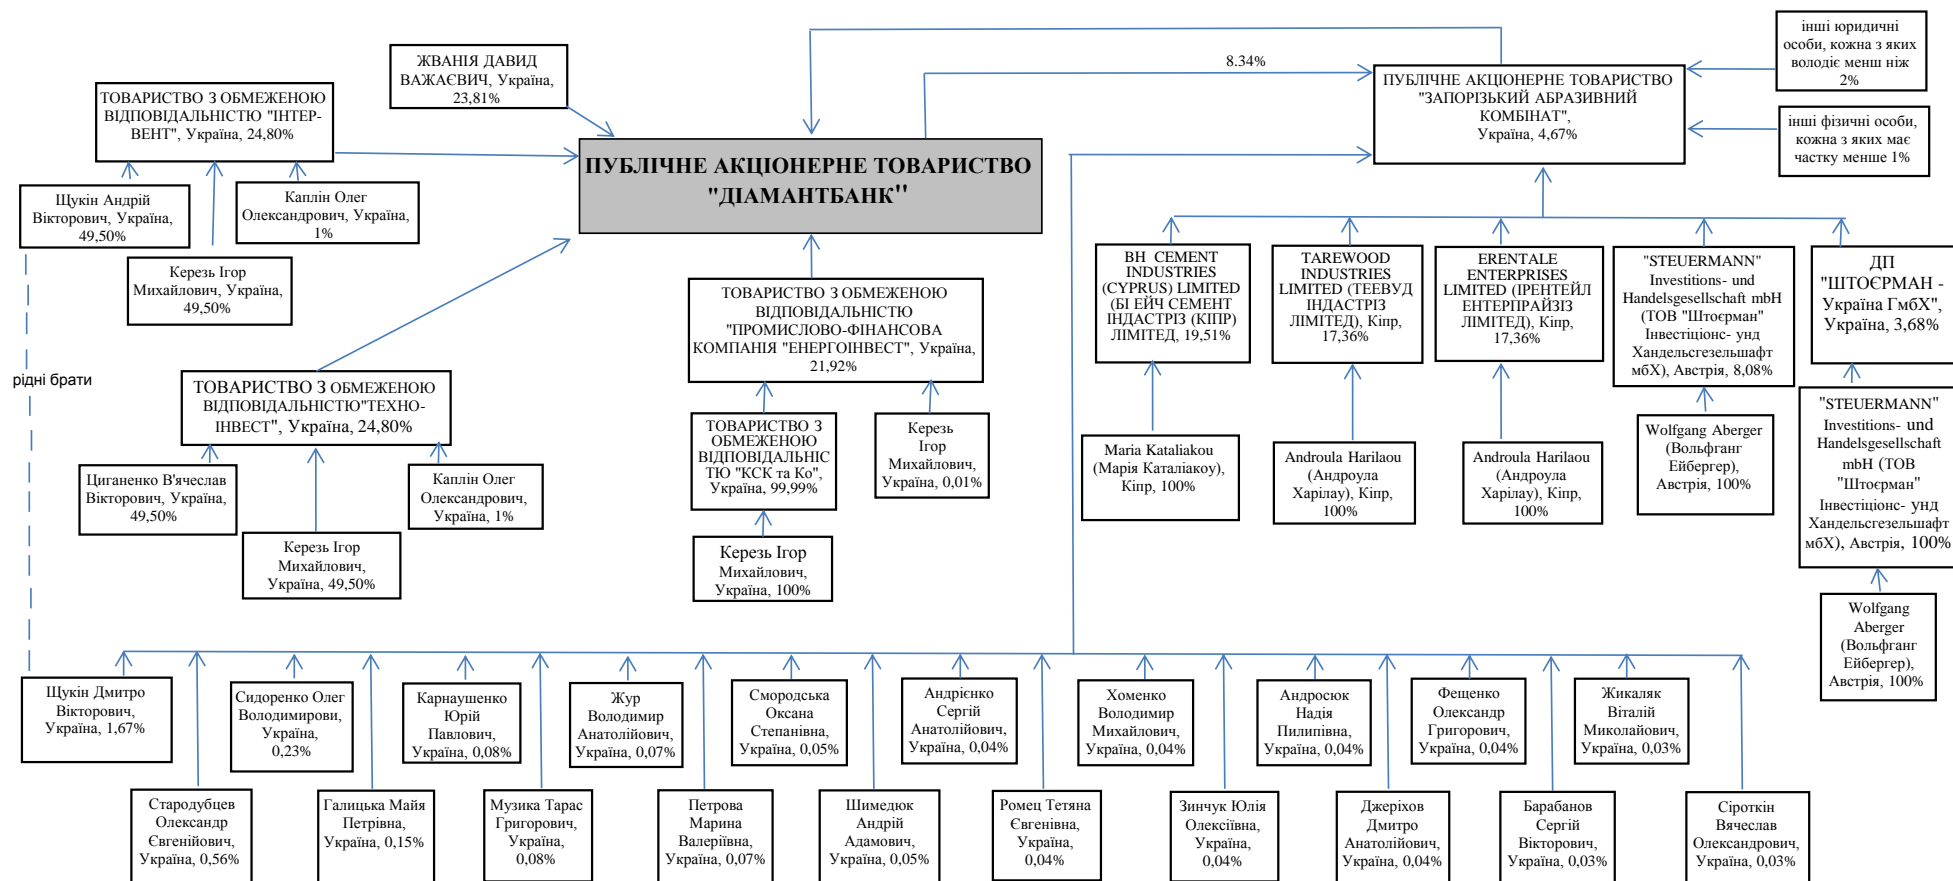 ЖВАНІЯ ДАВИД
ВАЖАЄВИЧ, Україна,
23,81%
8.34%
інші юридичні
особи, кожна з яких
володіє менш ніж
2%
ПУБЛІЧНЕ АКЦІОНЕРНЕ ТОВАРИСТВО
"ЗАПОРІЗЬКИЙ АБРАЗИВНИЙ
КОМБІНАТ",
Україна, 4,67%
інші фізичні особи,
кожна з яких має
частку менше 1%
ТОВАРИСТВО З ОБМЕЖЕНОЮ
ВІДПОВІДАЛЬНІСТЮ "ІНТЕР-
ВЕНТ", Україна, 24,80%
ПУБЛІЧНЕ АКЦІОНЕРНЕ ТОВАРИСТВО
"ДІАМАНТБАНК"
Щукін Андрій
Вікторович, Україна,
49,50%
Каплін Олег
Олександрович, Україна,
1%
Керезь Ігор
Михайлович, Україна,
49,50%
ТОВАРИСТВО З ОБМЕЖЕНОЮ
ВІДПОВІДАЛЬНІСТЮ
"ПРОМИСЛОВО-ФІНАНСОВА
КОМПАНІЯ "ЕНЕРГОІНВЕСТ", Україна,
21,92%
BH CEMENT
INDUSTRIES
(CYPRUS) LIMITED
(БІ ЕЙЧ СЕМЕНТ
ІНДАСТРІЗ (КІПР)
ЛІМІТЕД, 19,51%
TAREWOOD
INDUSTRIES
LIMITED (ТЕЕВУД
ІНДАСТРІЗ
ЛІМІТЕД), Кіпр,
17,36%
ERENTALE
ENTERPRISES
LIMITED (ІРЕНТЕЙЛ
ЕНТЕРПРАЙЗІЗ
ЛІМІТЕД), Кіпр,
17,36%
"STEUERMANN"
Investitions- und
Handelsgesellschaft mbH
(ТОВ "Штоєрман"
Інвестіціонс- унд
Хандельсгезельшафт
мбХ), Австрія, 8,08%
ДП
"ШТОЄРМАН -
Україна ГмбХ",
Україна, 3,68%
рідні брати
ТОВАРИСТВО З ОБМЕЖЕНОЮ
ВІДПОВІДАЛЬНІСТЮ"ТЕХНО-
ІНВЕСТ", Україна, 24,80%
ТОВАРИСТВО З
ОБМЕЖЕНОЮ
ВІДПОВІДАЛЬНІС
ТЮ "КСК та Ко",
Україна, 99,99%
Керезь
Ігор
Михайлович,
Україна, 0,01%
Maria Kataliakou
(Марія Каталіакоу),
Кіпр, 100%
Androula Harilaou
(Андроула
Харілау), Кіпр,
100%
Androula Harilaou
(Андроула
Харілау), Кіпр,
100%
Wolfgang Aberger
(Вольфганг
Ейбергер),
Австрія, 100%
"STEUERMANN"
Investitions- und
Handelsgesellschaft
mbH (ТОВ
"Штоєрман"
Інвестіціонс- унд
Хандельсгезельшафт
мбХ), Австрія, 100%
Циганенко В'ячеслав
Вікторович, Україна,
49,50%
Каплін Олег
Олександрович,
Україна, 1%
Керезь Ігор
Михайлович,
Україна, 49,50%
Керезь Ігор
Михайлович,
Україна, 100%
Wolfgang
Aberger
(Вольфганг
Ейбергер),
Австрія, 100%
Щукін Дмитро
Вікторович,
Україна, 1,67%
Сидоренко Олег
Володимирови,
Україна,
0,23%
Карнаушенко
Юрій
Павлович,
Україна, 0,08%
Жур
Володимир
Анатолійович,
Україна, 0,07%
Смородська
Оксана
Степанівна,
Україна, 0,05%
Андрієнко
Сергій
Анатолійович,
Україна, 0,04%
Хоменко
Володимир
Михайлович,
Україна, 0,04%
Андросюк
Надія
Пилипівна,
Україна, 0,04%
Фещенко
Олександр
Григорович,
Україна, 0,04%
Жикаляк
Віталій
Миколайович,
Україна, 0,03%
Стародубцев
Олександр
Євгенійович,
Україна, 0,56%
Галицька Майя
Петрівна,
Україна, 0,15%
Музика Тарас
Григорович,
Україна,
0,08%
Петрова
Марина
Валеріївна,
Україна, 0,07%
Шимедюк
Андрій
Адамович,
Україна, 0,05%
Ромец Тетяна
Євгенівна,
Україна,
0,04%
Зинчук Юлія
Олексіївна,
Україна,
0,04%
Джеріхов
Дмитро
Анатолійович,
Україна, 0,04%
Барабанов
Сергій
Вікторович,
Україна, 0,03%
Сіроткін
Вячеслав
Олександрович,
Україна, 0,03%